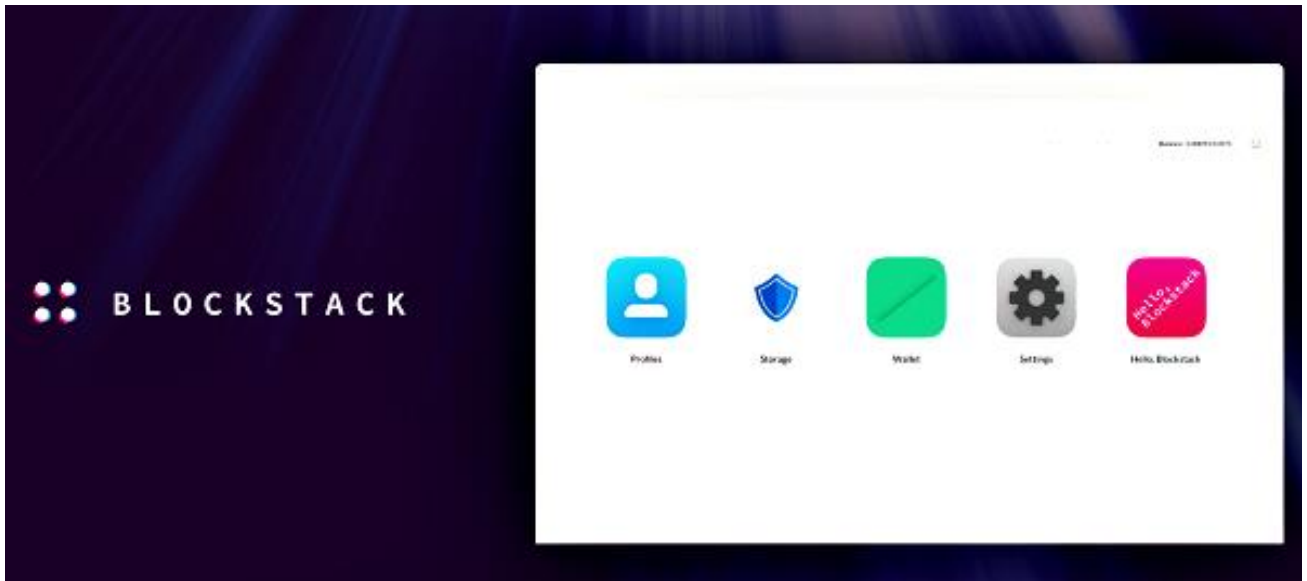 BLOCKSTACK
Hello,
Blockstack
Profiles
Storage
Wallet
Settings
Hello, Blockstack